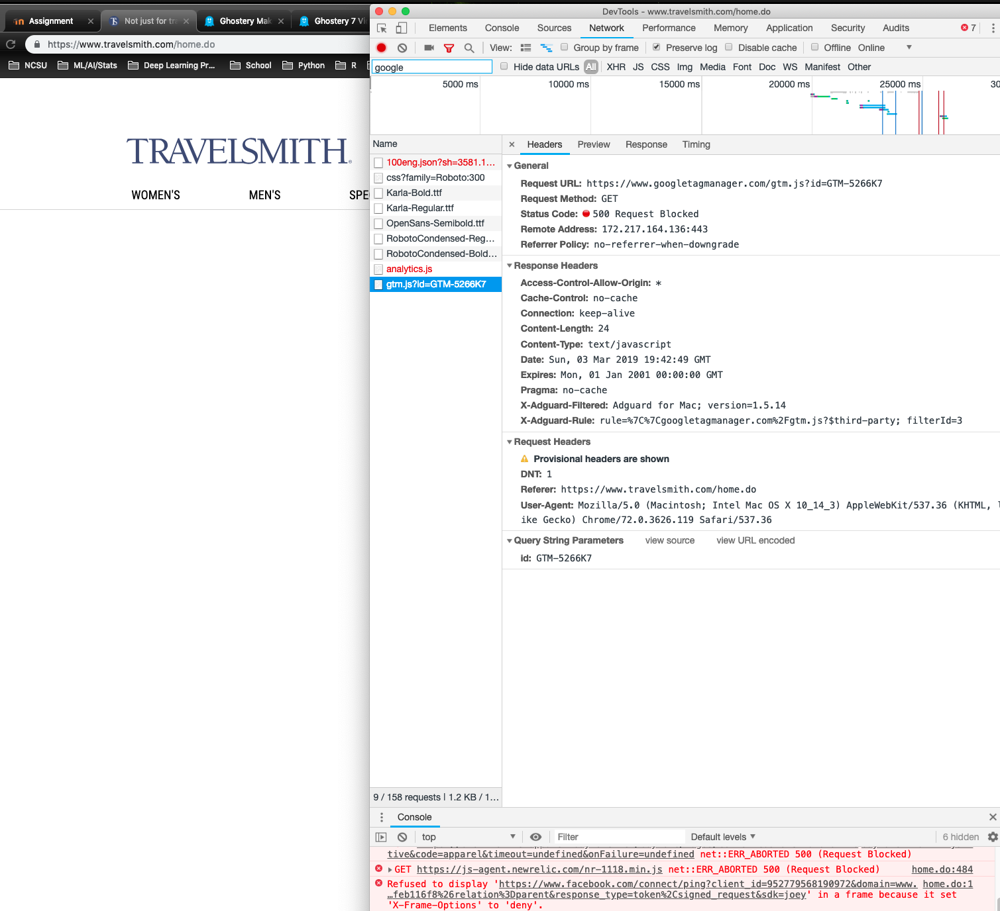 DevTools - www.travelsmith.com/home.do
Assignment
Not just for tr
Ghostery Mak
Ghostery 7 Vi
https://www.travelsmith.com/home.do
NCSU ML/AI/Stats Deep Learning Pr... School Python R
Elements Console Sources Network Performance Memory Application Security Audits 7
View: Group by frame Preserve log Disable cache Offline Online
google Hide data URLs All XHR JS CSS Img Media Font Doc WS Manifest Other
5000 ms 10000 ms 15000 ms 20000 ms 25000 ms 30
TRAVELSMITH
WOMEN'S MEN'S SPE
Name
100eng.json?sh=3581.1...
css?family=Roboto:300
Karla-Bold.ttf
Karla-Regular.ttf
OpenSans-Semibold.ttf
RobotoCondensed-Reg...
RobotoCondensed-Bold...
analytics.js
gtm.js?id=GTM-5266K7
9 / 158 requests | 1.2 KB / 1...
Headers Preview Response Timing
General
Request URL: https://www.googletagmanager.com/gtm.js?id=GTM-5266K7
Request Method: GET
Status Code: 500 Request Blocked
Remote Address: 172.217.164.136:443
Referrer Policy: no-referrer-when-downgrade
Response Headers
Access-Control-Allow-Origin: *
Cache-Control: no-cache
Connection: keep-alive
Content-Length: 24
Content-Type: text/javascript
Date: Sun, 03 Mar 2019 19:42:49 GMT
Expires: Mon, 01 Jan 2001 00:00:00 GMT
Pragma: no-cache
X-Adguard-Filtered: Adguard for Mac; version=1.5.14
X-Adguard-Rule: rule=%7C%7Cgoogletagmanager.com%2Fgtm.js?$third-party; filterId=3
Request Headers
Provisional headers are shown
DNT: 1
Referer: https://www.travelsmith.com/home.do
User-Agent: Mozilla/5.0 (Macintosh; Intel Mac OS X 10_14_3) AppleWebKit/537.36 (KHTML, l
ike Gecko) Chrome/72.0.3626.119 Safari/537.36
Query String Parameters view source view URL encoded
id: GTM-5266K7
Console
top Filter Default levels 6 hidden
tive&code=apparel&timeout=undefined&onFailure=undefined net::ERR_ABORTED 500 (Request Blocked)
GET https://js-agent.newrelic.com/nr-1118.min.js net::ERR_ABORTED 500 (Request Blocked) home.do:484
Refused to display 'https://www.facebook.com/connect/ping?client_id=952779568190972&domain=www. home.do:1
…feb116f8%26relation%3Dparent&response_type=token%2Csigned_request&sdk=joey' in a frame because it set
'X-Frame-Options' to 'deny'.